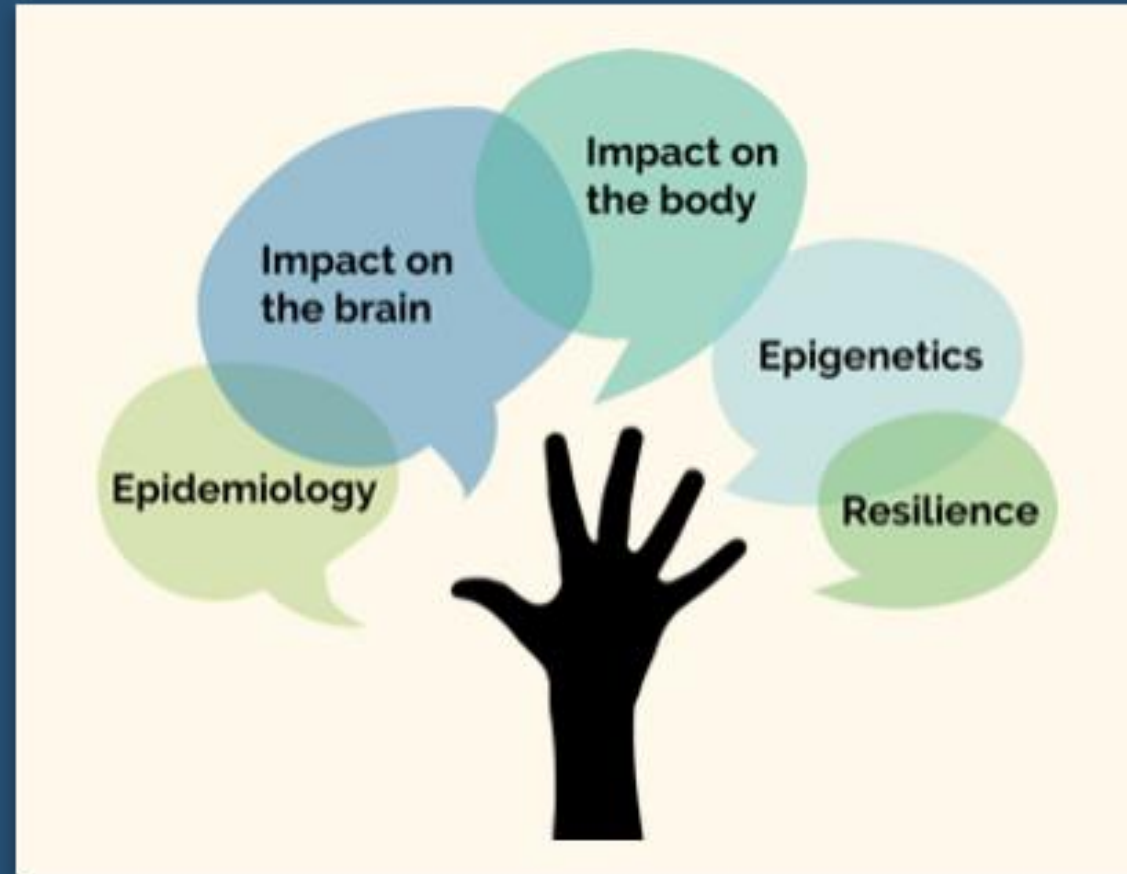 Impact on
the body
Impact on
the brain
Epigenetics
Epidemiology
Resilience